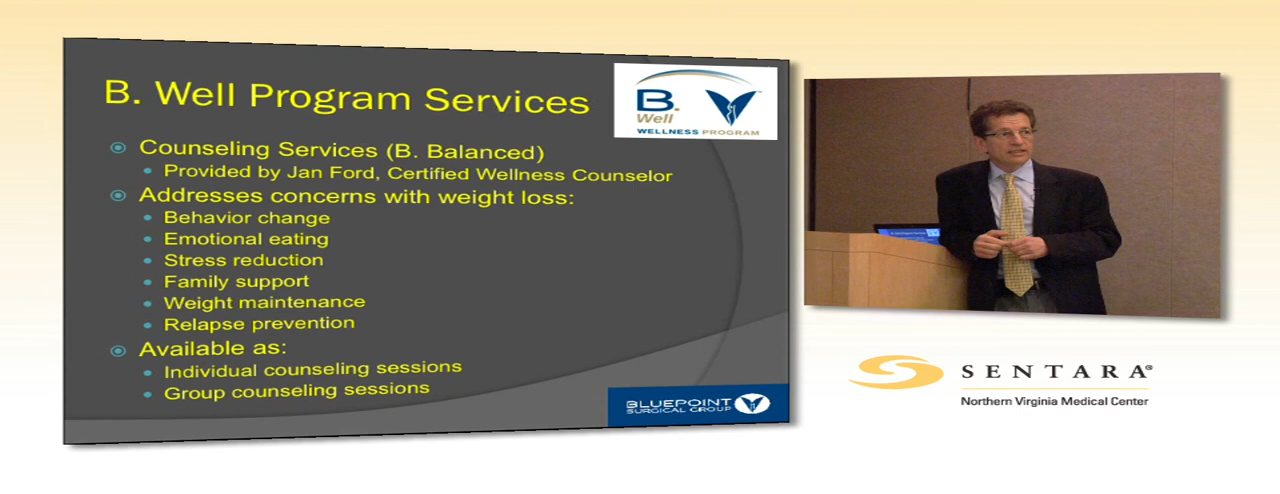 B. Well Program Services
B.
Well
WELLNESS PROGRAM
Counseling Services (B. Balanced)
Provided by Jan Ford, Certified Wellness Counselor
Addresses concerns with weight loss:
Behavior change
Emotional eating
Stress reduction
Family support
Weight maintenance
Relapse prevention
Available as:
Individual counseling sessions
Group counseling sessions
BLUEPOINT
SURGICAL GROUP
SENTARA®
Northern Virginia Medical Center